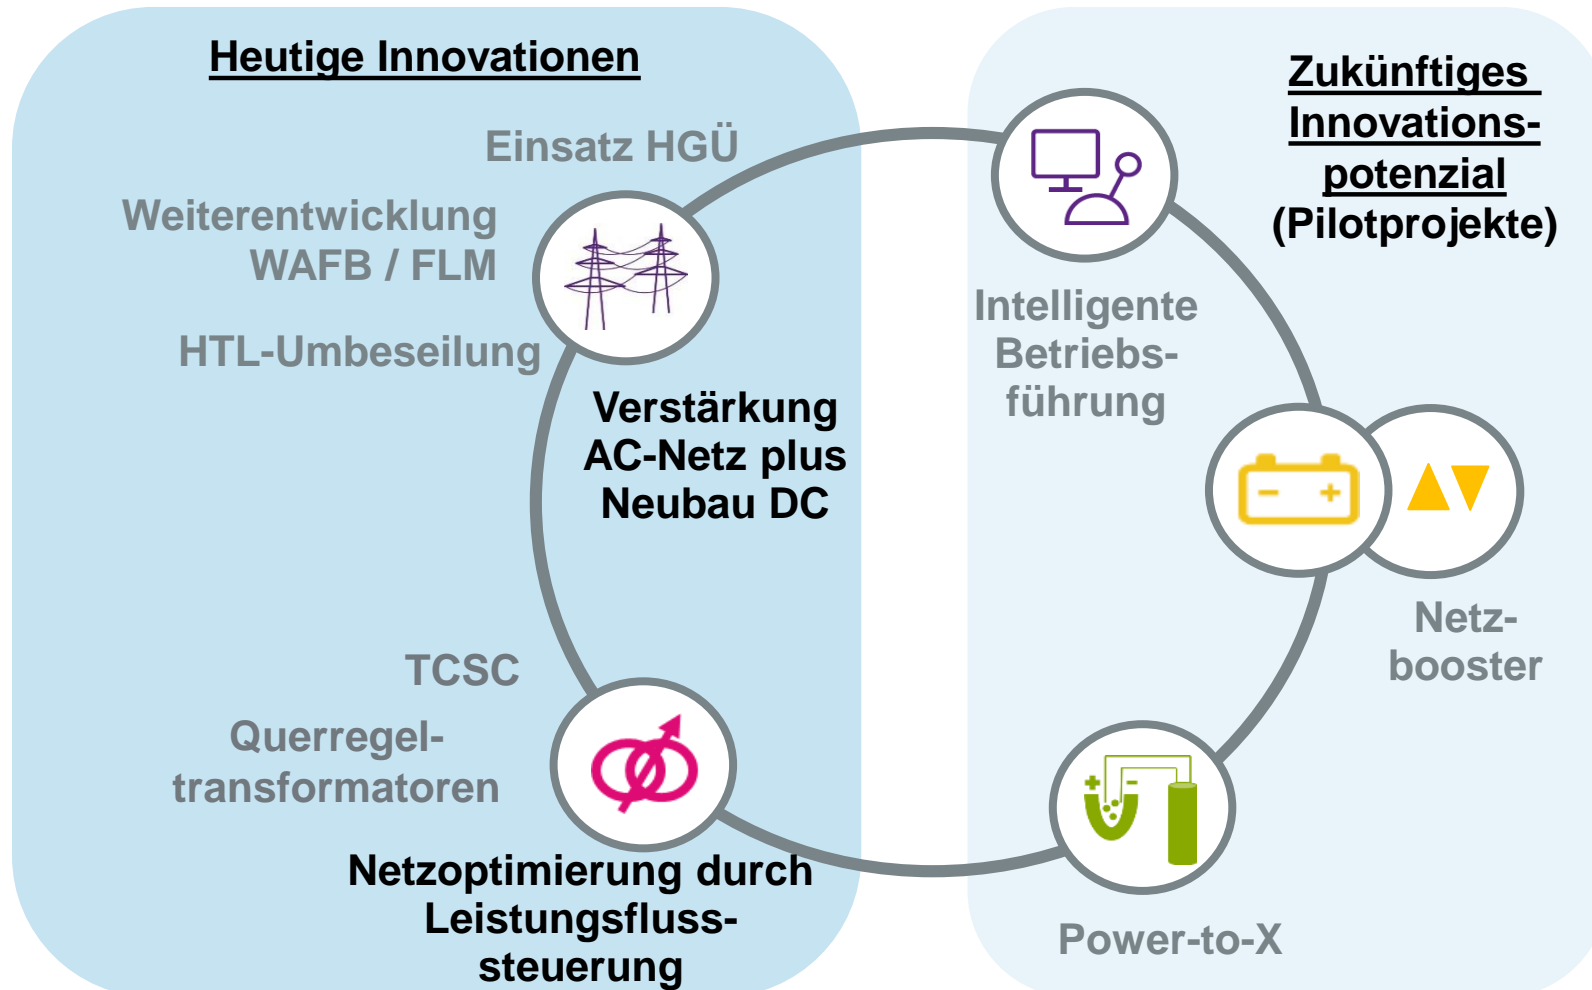 Heutige Innovationen
Einsatz HGÜ
Weiterentwicklung
WAFB / FLM
HTL-Umbeseilung
Verstärkung
AC-Netz plus
Neubau DC
TCSC
Querregel-
transformatoren
Netzoptimierung durch
Leistungsfluss-
steuerung
Zukünftiges
Innovations-
potenzial
(Pilotprojekte)
Intelligente
Betriebs-
führung
Netz-
booster
Power-to-X